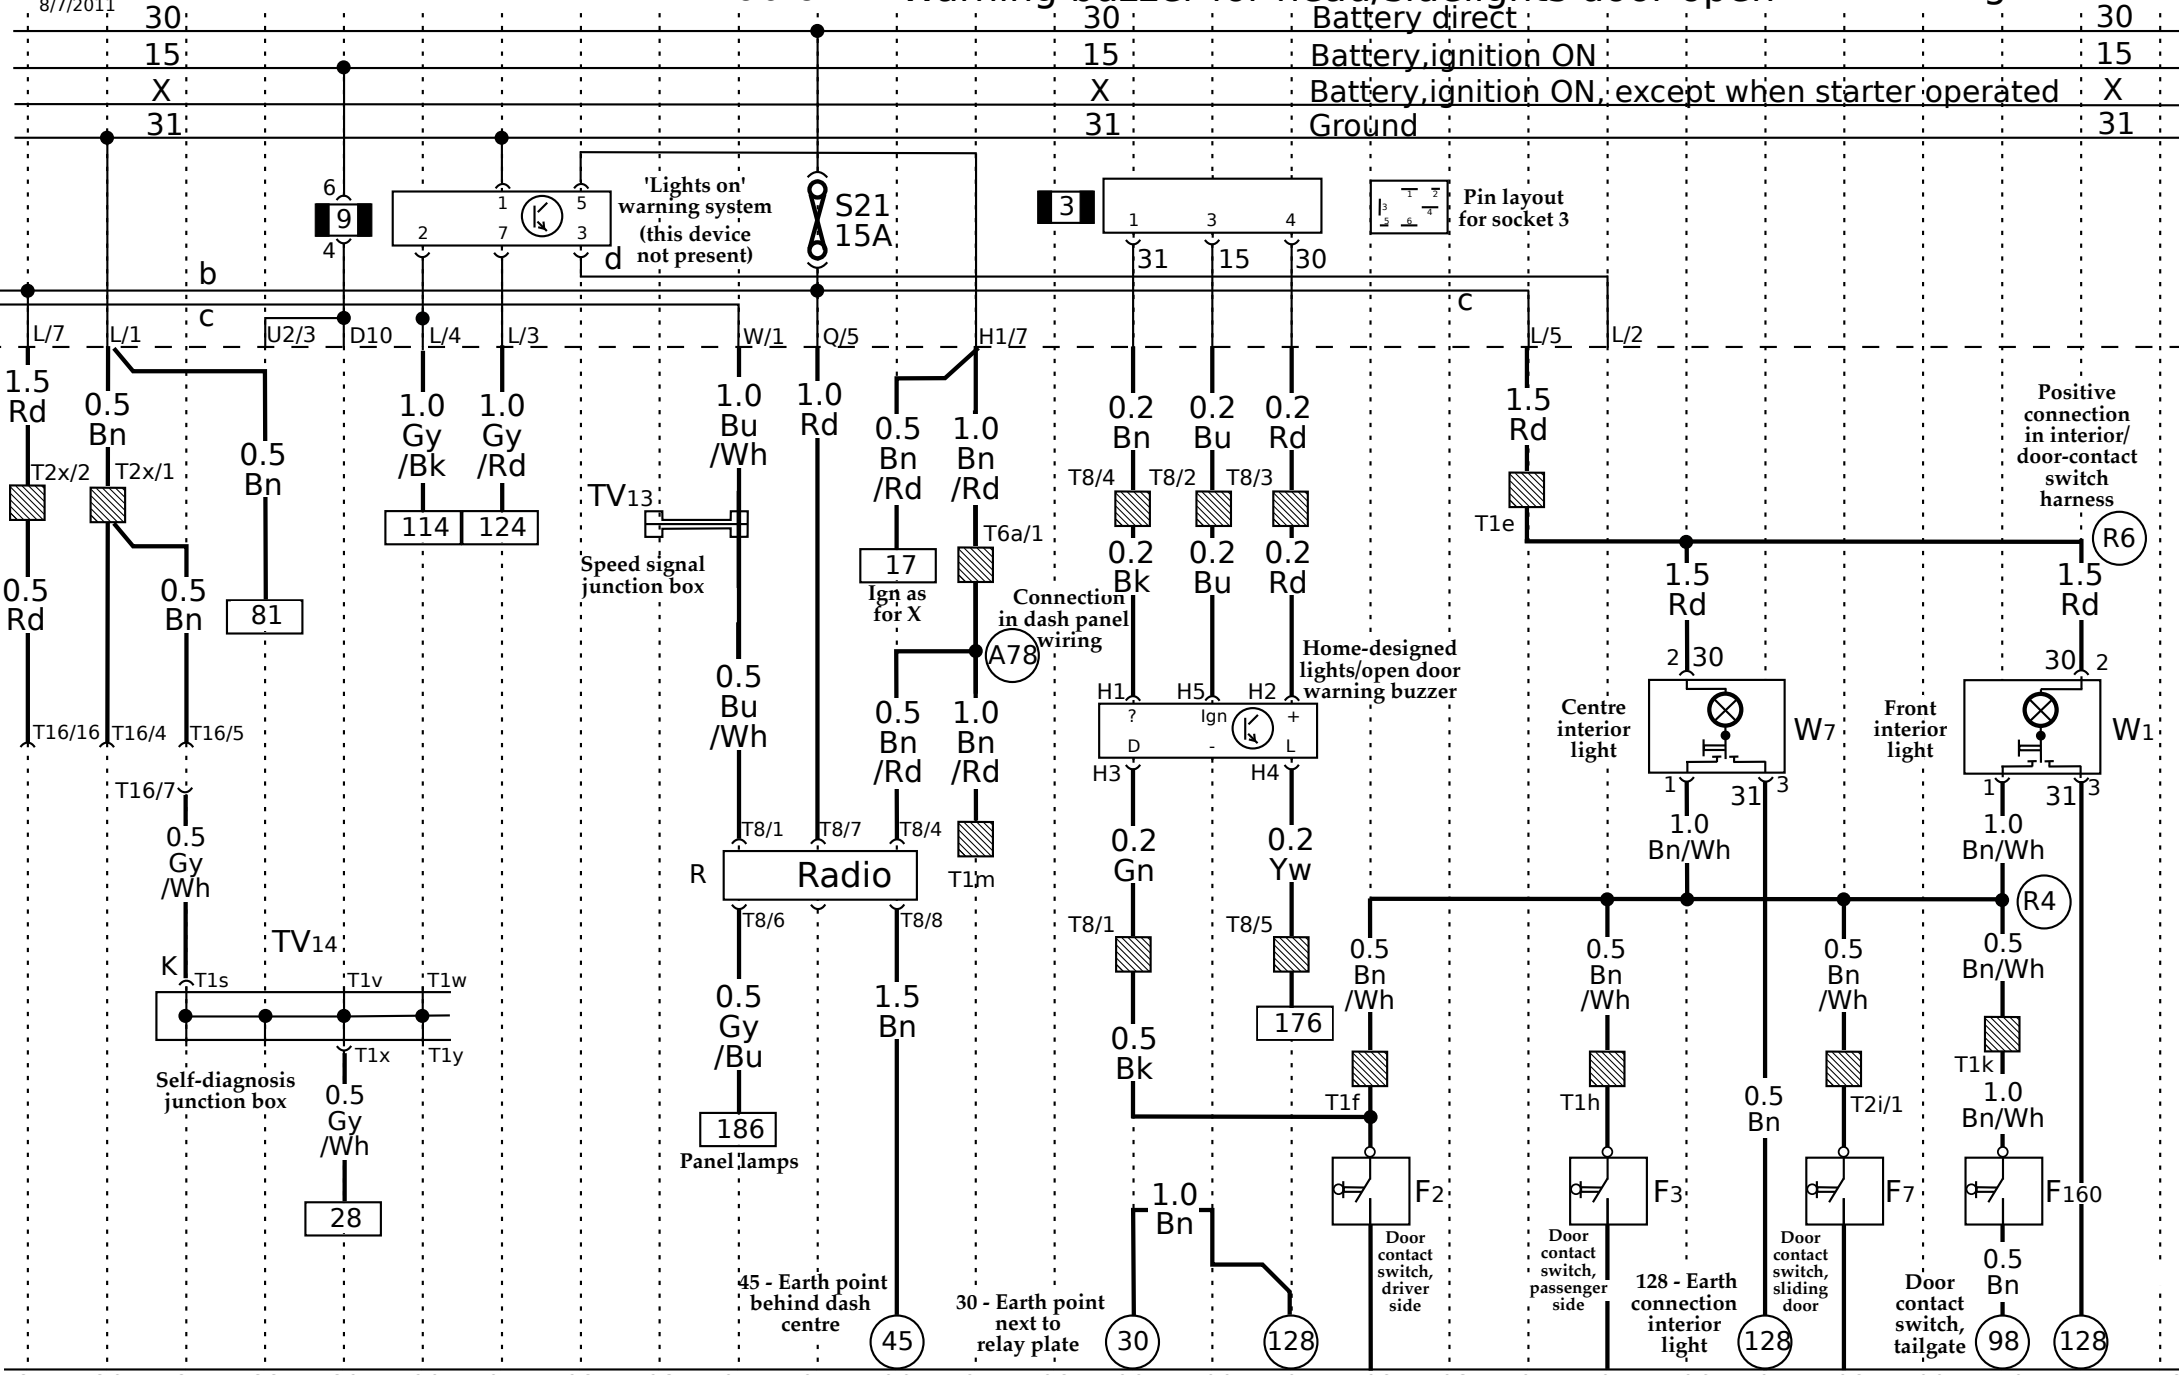 8/7/2011
Warning buzzer for head/sidelights door open
30 30 Battery direct 30
15 15 Battery,ignition ON 15
X X Battery,ignition ON, except when starter operated X
31 31 Ground 31
6
9
4
1 5
2 7 3
'Lights on'
warning system
(this device
not present)
d
S21
15A
3
1 3 4
31 15 30
1 2
3 4
5 6
Pin layout
for socket 3
b
c
c
L/7 L/1 U2/3 D10 L/4 L/3 W/1 Q/5 H1/7 L/5 L/2
1.5
Rd
T2x/2
0.5
Rd
T16/16
0.5
Bn
T2x/1
T16/4
0.5
Bn
T16/5
0.5
Bn
81
T16/7
0.5
Gy
/Wh
K
T1s
TV14
T1v
T1w
T1x
T1y
Self-diagnosis
junction box
0.5
Gy
/Wh
28
1.0
Gy
/Bk
114
1.0
Gy
/Rd
124
1.0
Bu
/Wh
TV13
Speed signal
junction box
0.5
Bu
/Wh
1.0
Rd
0.5
Bn
/Rd
17
Ign as
for X
1.0
Bn
/Rd
T6a/1
Connection
in dash panel
wiring
A78
0.5
Bn
/Rd
1.0
Bn
/Rd
T1m
T8/1 T8/7 T8/4
R
Radio
T8/6 T8/8
0.5
Gy
/Bu
186
Panel lamps
1.5
Bn
45 - Earth point
behind dash
centre
45
0.2
Bn
0.2
Bu
0.2
Rd
T8/4 T8/2 T8/3
0.2
Bk
0.2
Bu
0.2
Rd
Home-designed
lights/open door
warning buzzer
H1 H5 H2
? Ign +
D - L
H3 H4
0.2
Gn
0.2
Yw
T8/1 T8/5
176
0.5
Bk
1.0
Bn
30 - Earth point
next to
relay plate
30
128
1.5
Rd
T1e
Positive
connection
in interior/
door-contact
switch
harness
R6
1.5
Rd
1.5
Rd
2 30
30 2
Centre
interior
light
W7
Front
interior
light
W1
1 31 3
1 31 3
1.0
Bn/Wh
1.0
Bn/Wh
R4
0.5
Bn
/Wh
T1f
F2
Door
contact
switch,
driver
side
0.5
Bn
/Wh
T1h
F3
Door
contact
switch,
passenger
side
0.5
Bn
128 - Earth
connection
interior
light
128
0.5
Bn
/Wh
T2i/1
F7
Door
contact
switch,
sliding
door
0.5
Bn/Wh
T1k
1.0
Bn/Wh
F160
0.5
Bn
Door
contact
switch,
tailgate
98
128